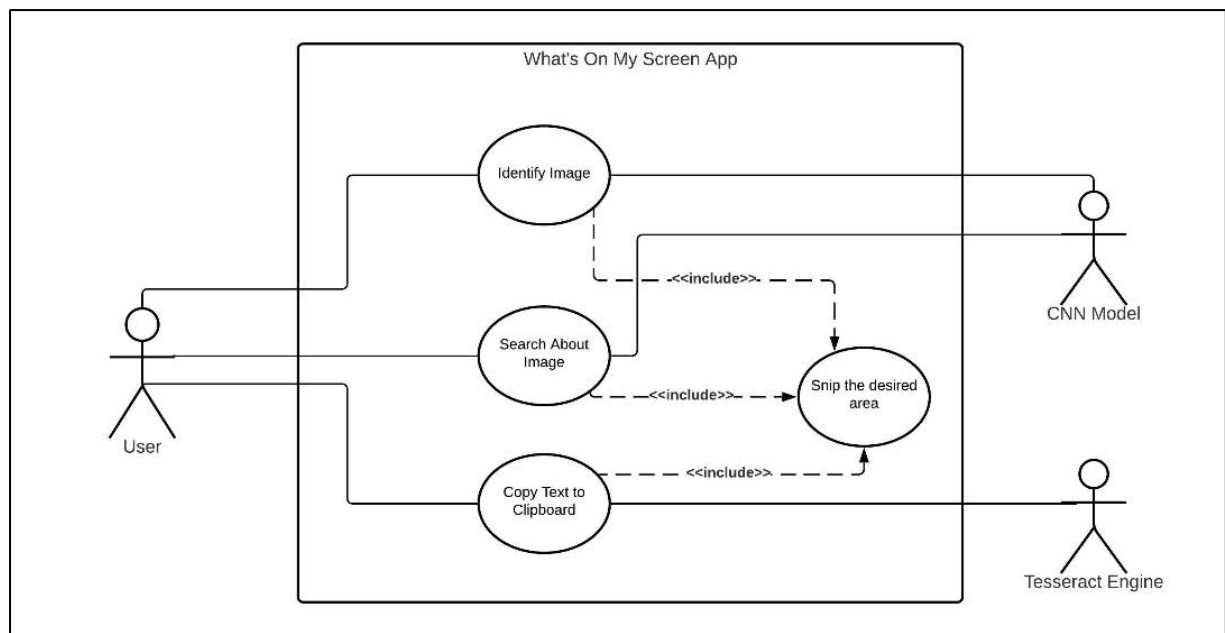 What's On My Screen App
Identify Image
<<include>>
CNN Model
Search About
Image
<<include>>
Snip the desired
area
User
<<include>>
Copy Text to
Clipboard
Tesseract Engine